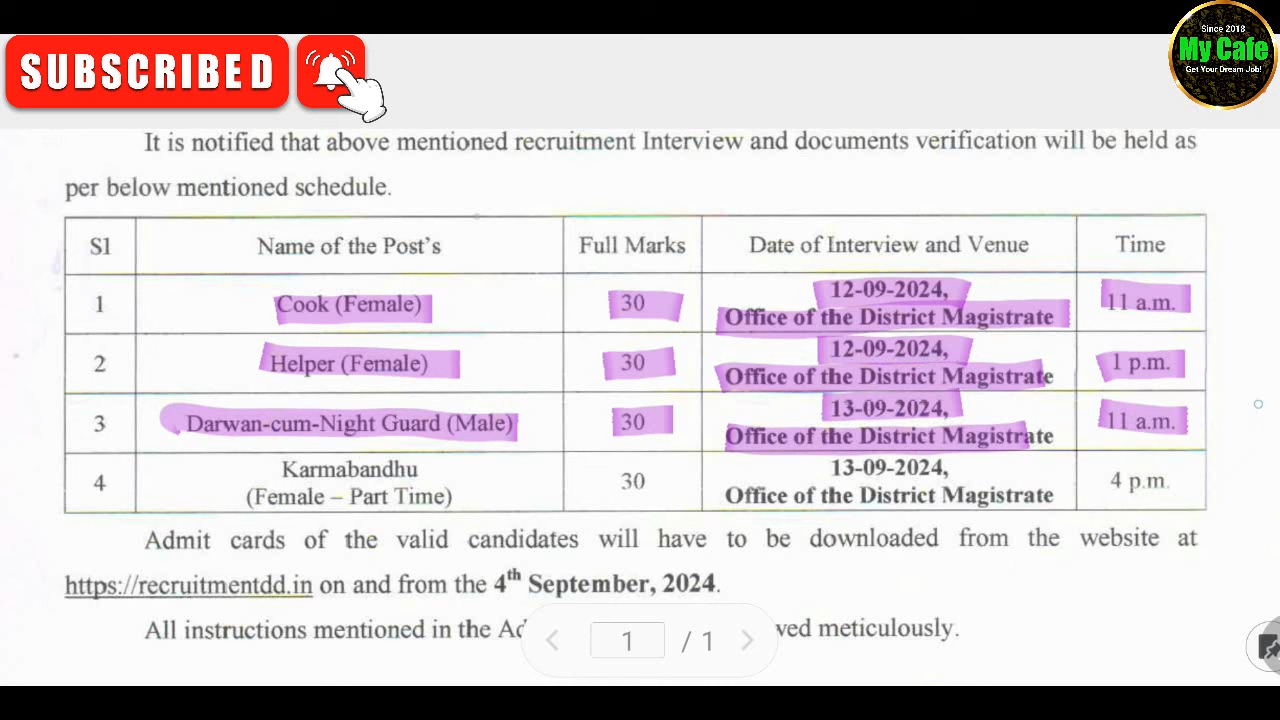 Since 2018
My Cafe
Get Your Dream Job!
SUBSCRIBED
It is notified that above mentioned recruitment Interview and documents verification will be held as
per below mentioned schedule.
Sl Name of the Post's Full Marks Date of Interview and Venue Time
1 Cook (Female) 30 12-09-2024, Office of the District Magistrate 11 a.m.
2 Helper (Female) 30 12-09-2024, Office of the District Magistrate 1 p.m.
3 Darwan-cum-Night Guard (Male) 30 13-09-2024, Office of the District Magistrate 11 a.m.
4 Karmabandhu (Female – Part Time) 30 13-09-2024, Office of the District Magistrate 4 p.m.
Admit cards of the valid candidates will have to be downloaded from the website at
https://recruitmentdd.in on and from the 4th September, 2024.
All instructions mentioned in the meticulously.
1 / 1